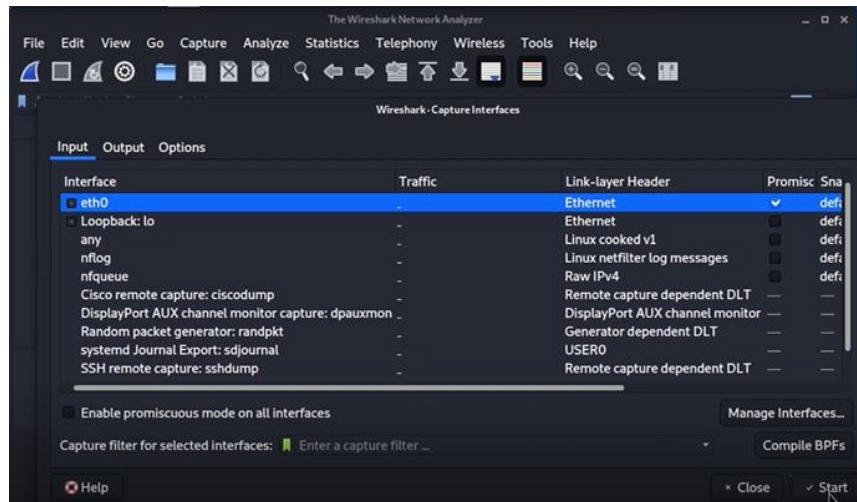 The Wireshark Network Analyzer
File Edit View Go Capture Analyze Statistics Telephony Wireless Tools Help
Wireshark · Capture Interfaces
Input Output Options
Interface Traffic Link-layer Header Promisc Sna
eth0 _ Ethernet defa
Loopback: lo _ Ethernet defa
any _ Linux cooked v1 defa
nflog _ Linux netfilter log messages defa
nfqueue _ Raw IPv4 defa
Cisco remote capture: ciscodump _ Remote capture dependent DLT — —
DisplayPort AUX channel monitor capture: dpauxmon _ DisplayPort AUX channel monitor — —
Random packet generator: randpkt _ Generator dependent DLT — —
systemd Journal Export: sdjournal _ USER0 — —
SSH remote capture: sshdump _ Remote capture dependent DLT — —
Enable promiscuous mode on all interfaces Manage Interfaces...
Capture filter for selected interfaces: Enter a capture filter ... Compile BPFs
Help Close Start